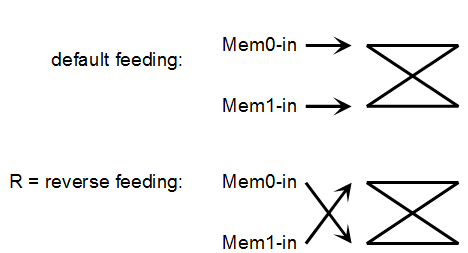 Mem0-in
default feeding:
Mem1-in
R = reverse feeding:
Mem0-in
Mem1-in